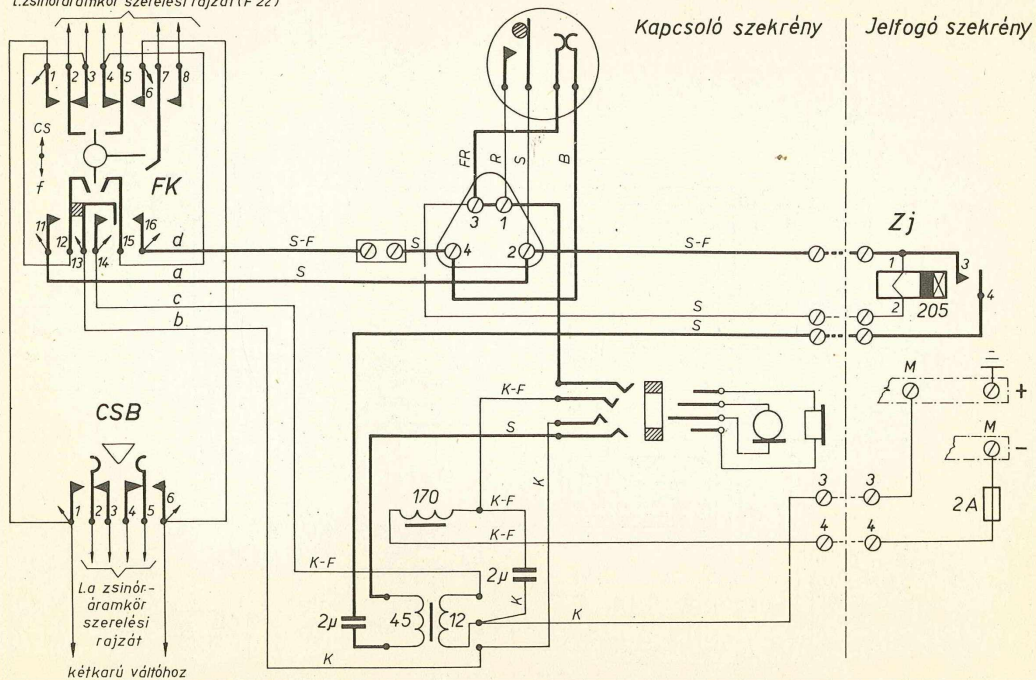 l. zsinóráramkör szerelési rajzát (F 22)
Kapcsoló szekrény
Jelfogó szekrény
1 2 3 4 5 6 7 8
CS
f
FK
11 12 13 14 15 16
d
a
c
b
S-F
S
S
FR
R
S
B
3 1
4 2
S-F
S
S
Zj
1
2
3
4
205
M
+
M
-
2A
3 3
4 4
CSB
1 2 3 4 5 6
L.a zsinór-
áramkör
szerelési
rajzát
kétkarú váltóhoz
K-F
S
K
170
K-F
K-F
K-F
2µ
K
2µ
45
12
K
K